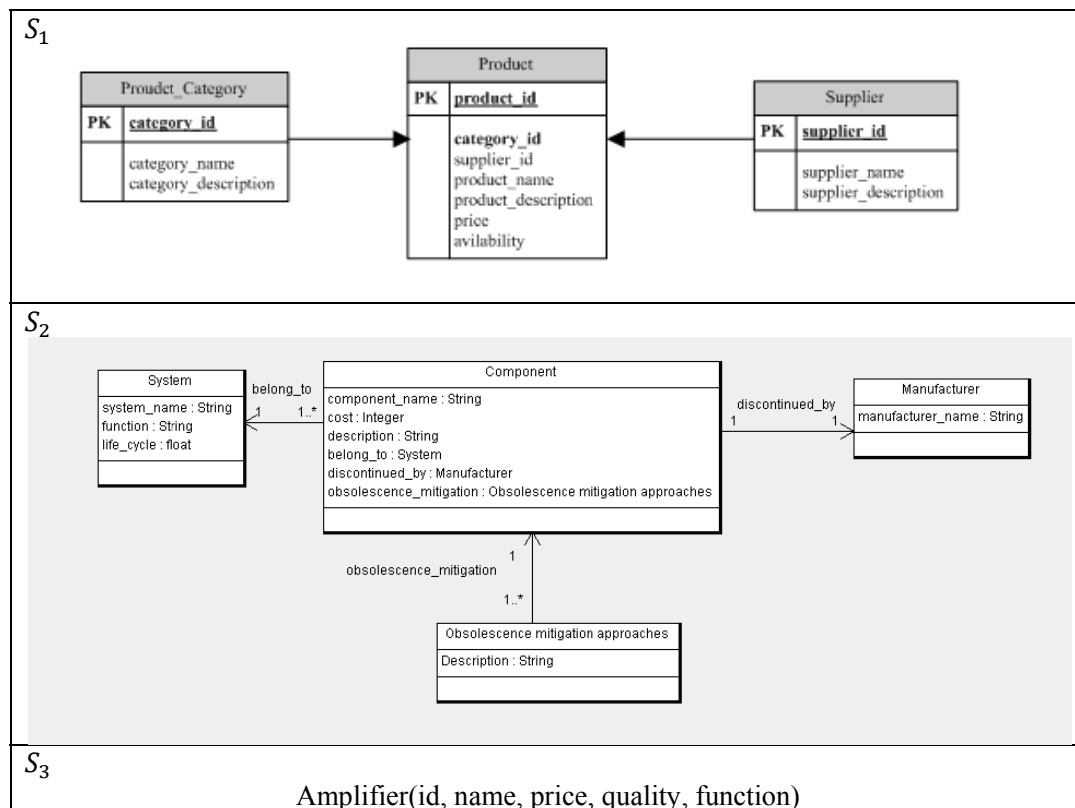 S₁
Proudct_Category
PK category_id
category_name
category_description
Product
PK product_id
category_id
supplier_id
product_name
product_description
price
avilability
Supplier
PK supplier_id
supplier_name
supplier_description
S₂
System
system_name : String
function : String
life_cycle : float
belong_to
1 1..*
Component
component_name : String
cost : Integer
description : String
belong_to : System
discontinued_by : Manufacturer
obsolescence_mitigation : Obsolescence mitigation approaches
discontinued_by
1 1
Manufacturer
manufacturer_name : String
1
obsolescence_mitigation
1..*
Obsolescence mitigation approaches
Description : String
S₃
Amplifier(id, name, price, quality, function)